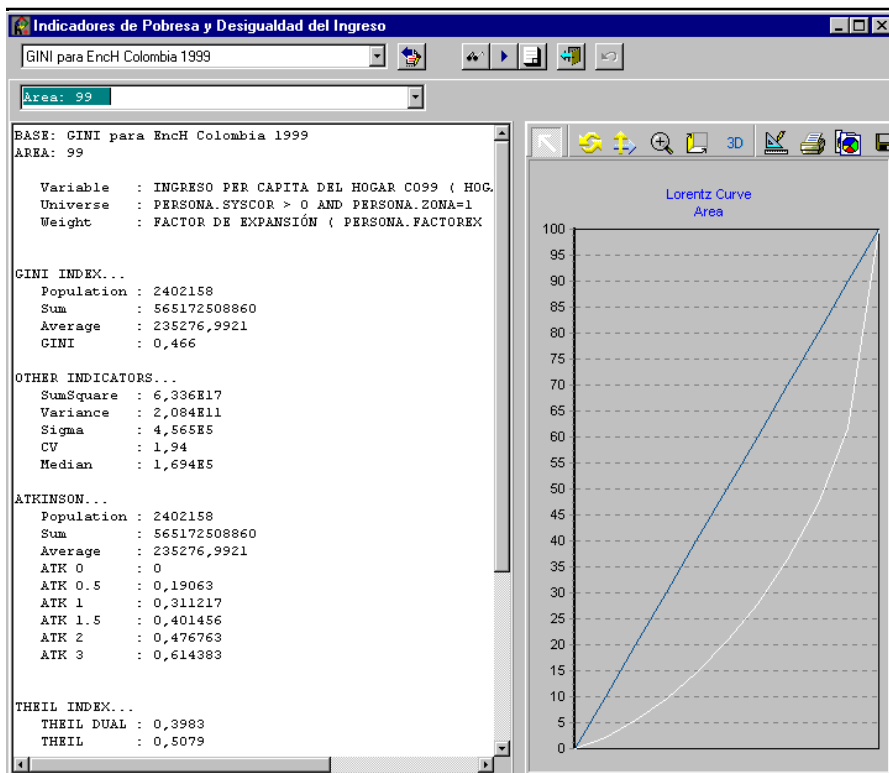 Indicadores de Pobresa y Desigualdad del Ingreso
GINI para EncH Colombia 1999
Area: 99
BASE: GINI para EncH Colombia 1999
AREA: 99
Variable : INGRESO PER CAPITA DEL HOGAR CO99 ( HOG
Universe : PERSONA.SYSCOR > 0 AND PERSONA.ZONA=1
Weight : FACTOR DE EXPANSIÓN ( PERSONA.FACTOREX
GINI INDEX...
Population : 2402158
Sum : 565172508860
Average : 235276,9921
GINI : 0,466
OTHER INDICATORS...
SumSquare : 6,336E17
Variance : 2,084E11
Sigma : 4,565E5
CV : 1,94
Median : 1,694E5
ATKINSON...
Population : 2402158
Sum : 565172508860
Average : 235276,9921
ATK 0 : 0
ATK 0.5 : 0,19063
ATK 1 : 0,311217
ATK 1.5 : 0,401456
ATK 2 : 0,476763
ATK 3 : 0,614383
THEIL INDEX...
THEIL DUAL : 0,3983
THEIL : 0,5079
3D
Lorentz Curve
Area
100
95
90
85
80
75
70
65
60
55
50
45
40
35
30
25
20
15
10
5
0